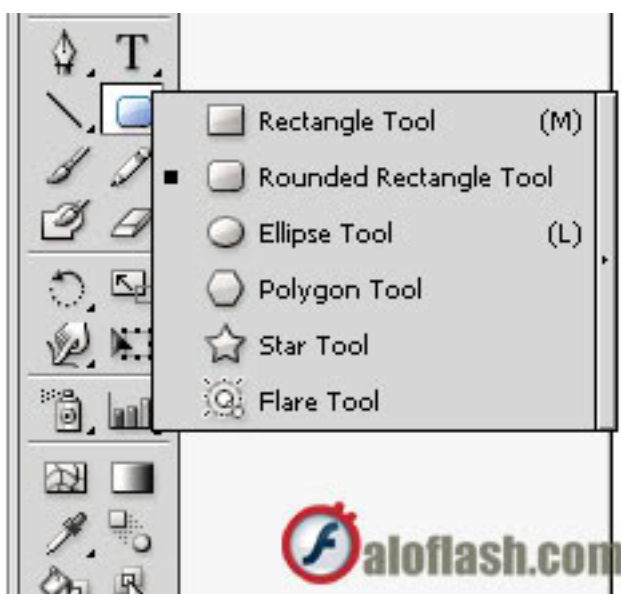 T
Rectangle Tool (M)
Rounded Rectangle Tool
Ellipse Tool (L)
Polygon Tool
Star Tool
Flare Tool
aloflash.com